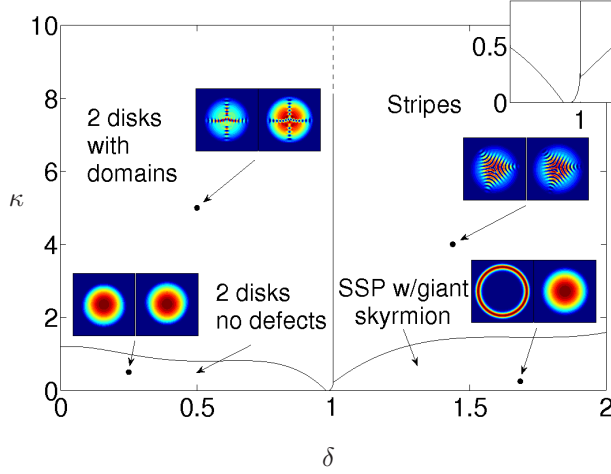 10
8
6
4
2
0
κ
0
0.5
1
1.5
2
δ
2 disks
with
domains
Stripes
2 disks
no defects
SSP w/giant
skyrmion
0.5
0
1